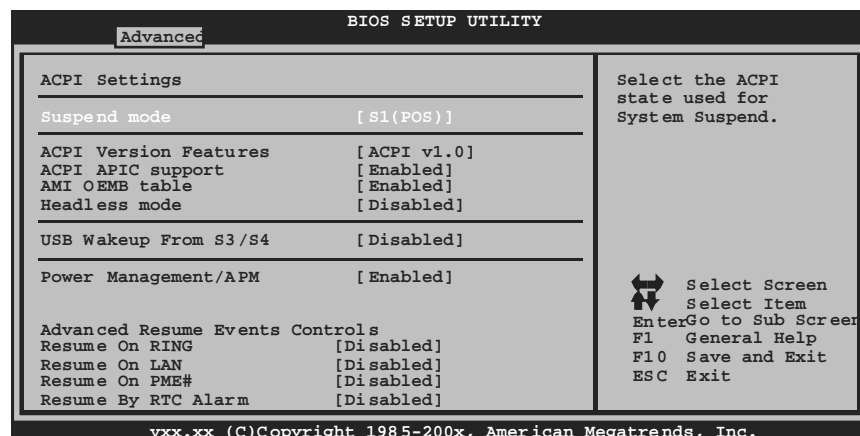 BIOS SETUP UTILITY
Advanced
ACPI Settings
Suspend mode [S1(POS)]
ACPI Version Features [ACPI v1.0]
ACPI APIC support [Enabled]
AMI OEMB table [Enabled]
Headless mode [Disabled]
USB Wakeup From S3/S4 [Disabled]
Power Management/APM [Enabled]
Advanced Resume Events Controls
Resume On RING [Disabled]
Resume On LAN [Disabled]
Resume On PME# [Disabled]
Resume By RTC Alarm [Disabled]
Select the ACPI
state used for
System Suspend.
Select Screen
Select Item
Enter Go to Sub Screen
F1 General Help
F10 Save and Exit
ESC Exit
vxx.xx (C)Copyright 1985-200x, American Megatrends, Inc.